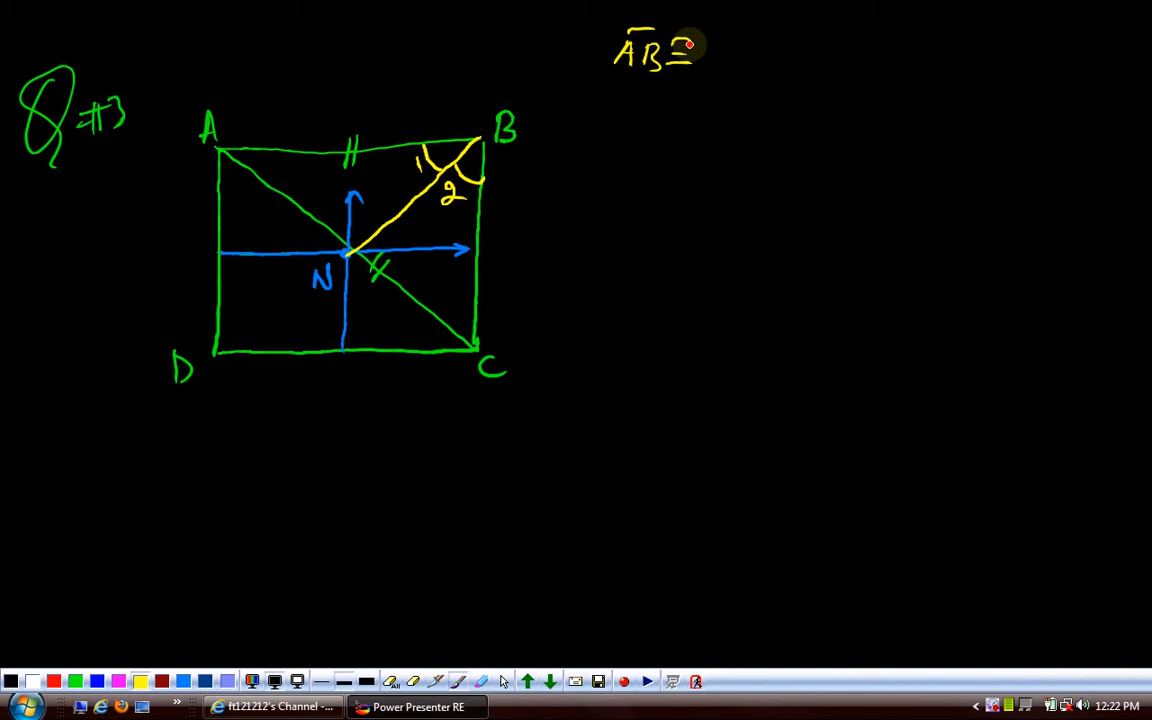 AB ≅
Q #3
A
B
1
2
N
D
C
ft121212's Channel -...
Power Presenter RE
12:22 PM